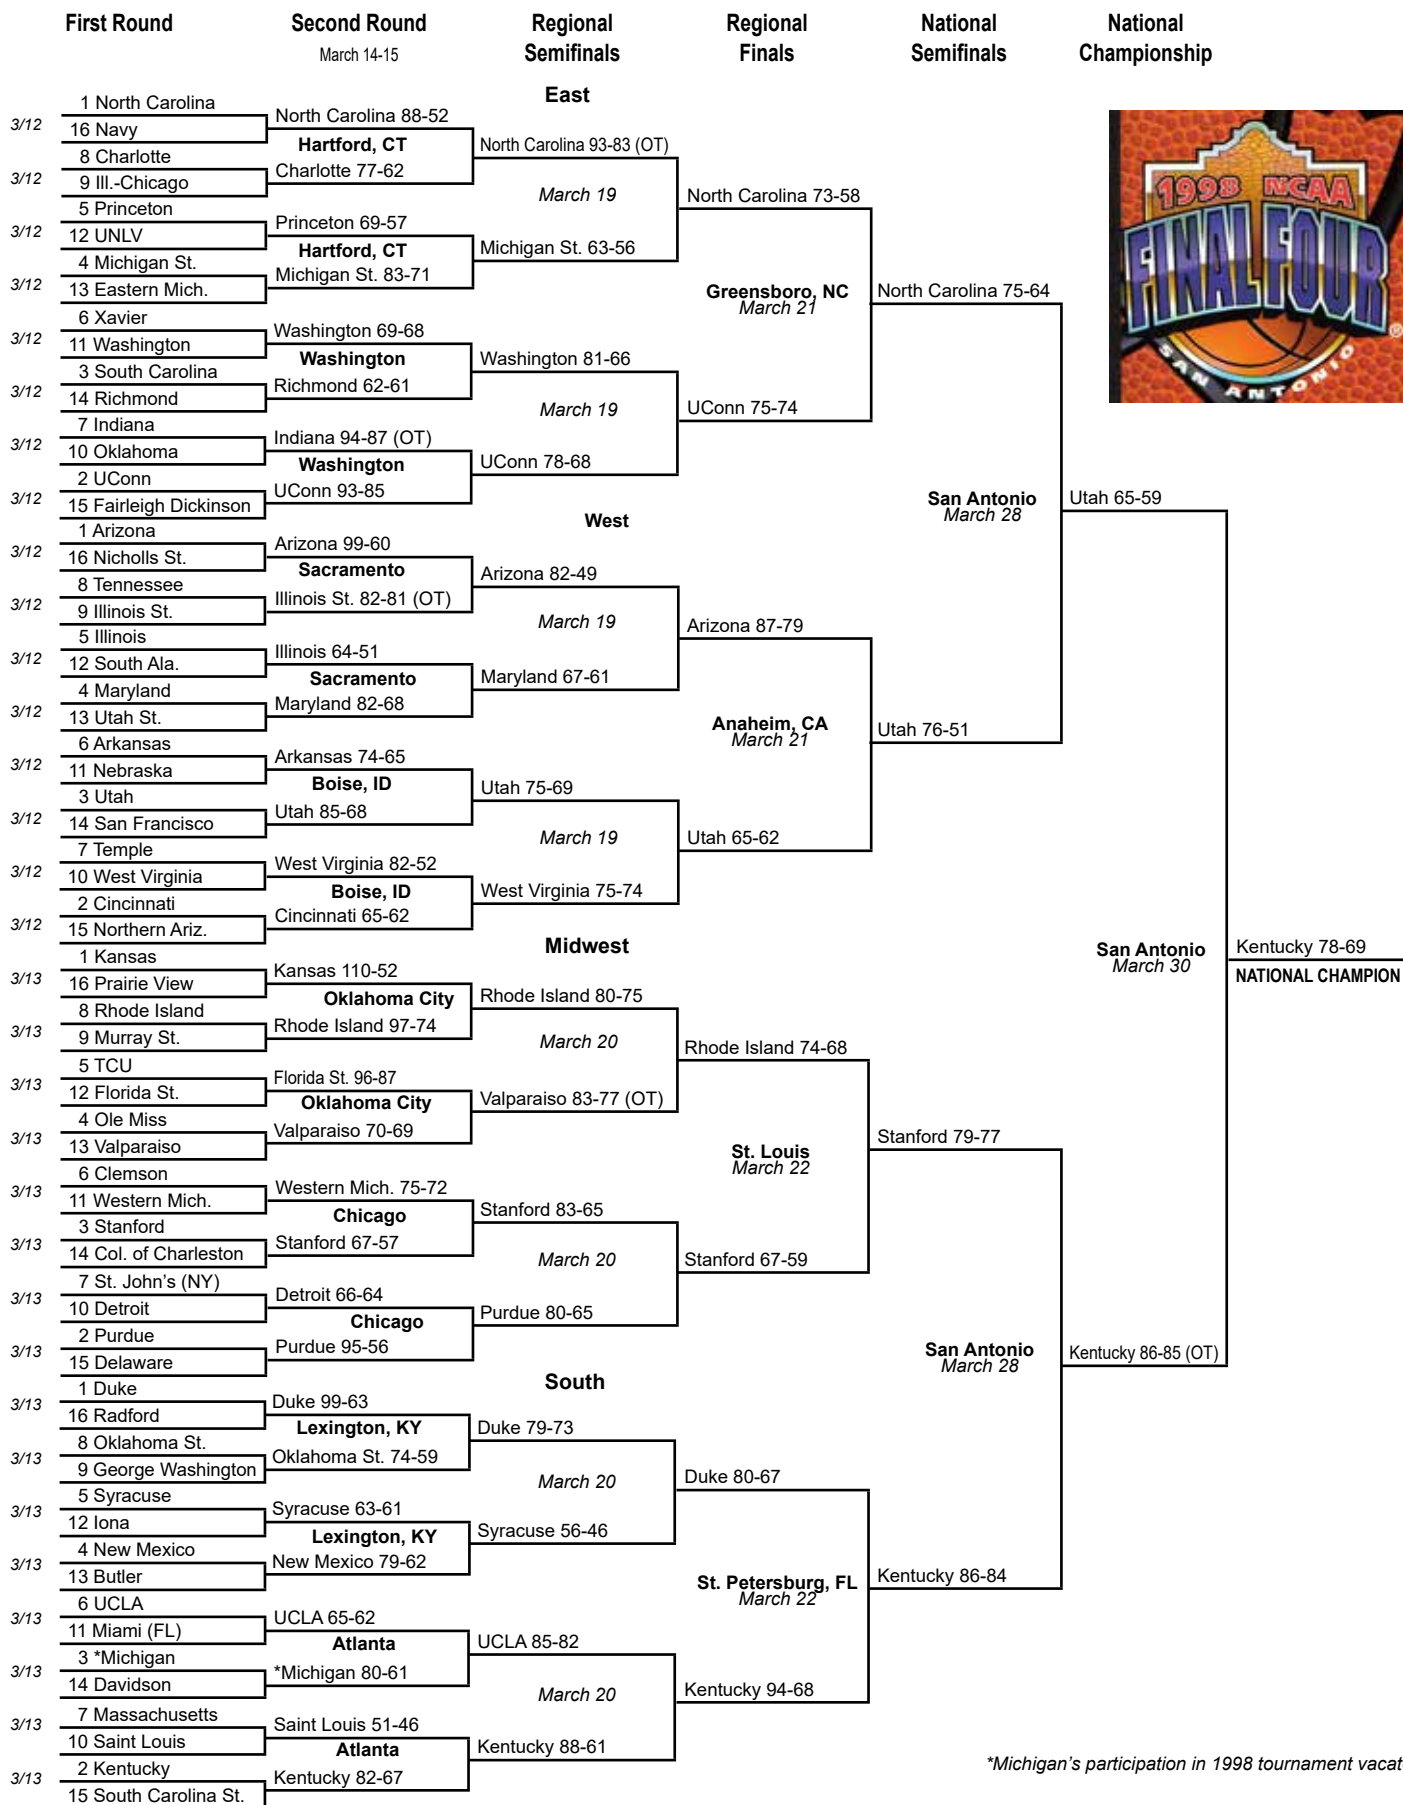 First Round
Second Round
March 14-15
Regional
Semifinals
Regional
Finals
National
Semifinals
National
Championship
East
3/12
1 North Carolina
16 Navy
3/12
8 Charlotte
9 Ill.-Chicago
3/12
5 Princeton
12 UNLV
3/12
4 Michigan St.
13 Eastern Mich.
3/12
6 Xavier
11 Washington
3/12
3 South Carolina
14 Richmond
3/12
7 Indiana
10 Oklahoma
3/12
2 UConn
15 Fairleigh Dickinson
North Carolina 88-52
Hartford, CT
Charlotte 77-62
Princeton 69-57
Hartford, CT
Michigan St. 83-71
Washington 69-68
Washington
Richmond 62-61
Indiana 94-87 (OT)
Washington
UConn 93-85
North Carolina 93-83 (OT)
March 19
Michigan St. 63-56
Washington 81-66
March 19
UConn 78-68
North Carolina 73-58
Greensboro, NC
March 21
UConn 75-74
North Carolina 75-64
West
3/12
1 Arizona
16 Nicholls St.
3/12
8 Tennessee
9 Illinois St.
3/12
5 Illinois
12 South Ala.
3/12
4 Maryland
13 Utah St.
3/12
6 Arkansas
11 Nebraska
3/12
3 Utah
14 San Francisco
3/12
7 Temple
10 West Virginia
3/12
2 Cincinnati
15 Northern Ariz.
Arizona 99-60
Sacramento
Illinois St. 82-81 (OT)
Illinois 64-51
Sacramento
Maryland 82-68
Arkansas 74-65
Boise, ID
Utah 85-68
West Virginia 82-52
Boise, ID
Cincinnati 65-62
Arizona 82-49
March 19
Maryland 67-61
Utah 75-69
March 19
West Virginia 75-74
Arizona 87-79
Anaheim, CA
March 21
Utah 65-62
Utah 76-51
San Antonio
March 28
Utah 65-59
Midwest
3/13
1 Kansas
16 Prairie View
3/13
8 Rhode Island
9 Murray St.
3/13
5 TCU
12 Florida St.
3/13
4 Ole Miss
13 Valparaiso
3/13
6 Clemson
11 Western Mich.
3/13
3 Stanford
14 Col. of Charleston
3/13
7 St. John's (NY)
10 Detroit
3/13
2 Purdue
15 Delaware
Kansas 110-52
Oklahoma City
Rhode Island 97-74
Florida St. 96-87
Oklahoma City
Valparaiso 70-69
Western Mich. 75-72
Chicago
Stanford 67-57
Detroit 66-64
Chicago
Purdue 95-56
Rhode Island 80-75
March 20
Valparaiso 83-77 (OT)
Stanford 83-65
March 20
Purdue 80-65
Rhode Island 74-68
St. Louis
March 22
Stanford 67-59
Stanford 79-77
South
3/13
1 Duke
16 Radford
3/13
8 Oklahoma St.
9 George Washington
3/13
5 Syracuse
12 Iona
3/13
4 New Mexico
13 Butler
3/13
6 UCLA
11 Miami (FL)
3/13
3 *Michigan
14 Davidson
3/13
7 Massachusetts
10 Saint Louis
3/13
2 Kentucky
15 South Carolina St.
Duke 99-63
Lexington, KY
Oklahoma St. 74-59
Syracuse 63-61
Lexington, KY
New Mexico 79-62
UCLA 65-62
Atlanta
*Michigan 80-61
Saint Louis 51-46
Atlanta
Kentucky 82-67
Duke 79-73
March 20
Syracuse 56-46
UCLA 85-82
March 20
Kentucky 88-61
Duke 80-67
St. Petersburg, FL
March 22
Kentucky 94-68
Kentucky 86-84
San Antonio
March 28
Kentucky 86-85 (OT)
San Antonio
March 30
Kentucky 78-69
NATIONAL CHAMPION
1998 NCAA
FINAL FOUR
®
SAN ANTONIO
*Michigan's participation in 1998 tournament vacat